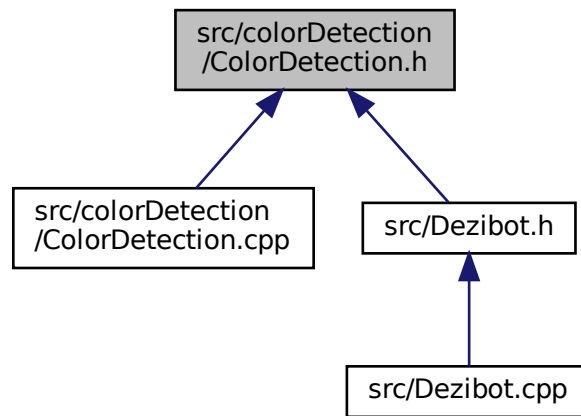 src/colorDetection
/ColorDetection.h
src/colorDetection
/ColorDetection.cpp
src/Dezibot.h
src/Dezibot.cpp